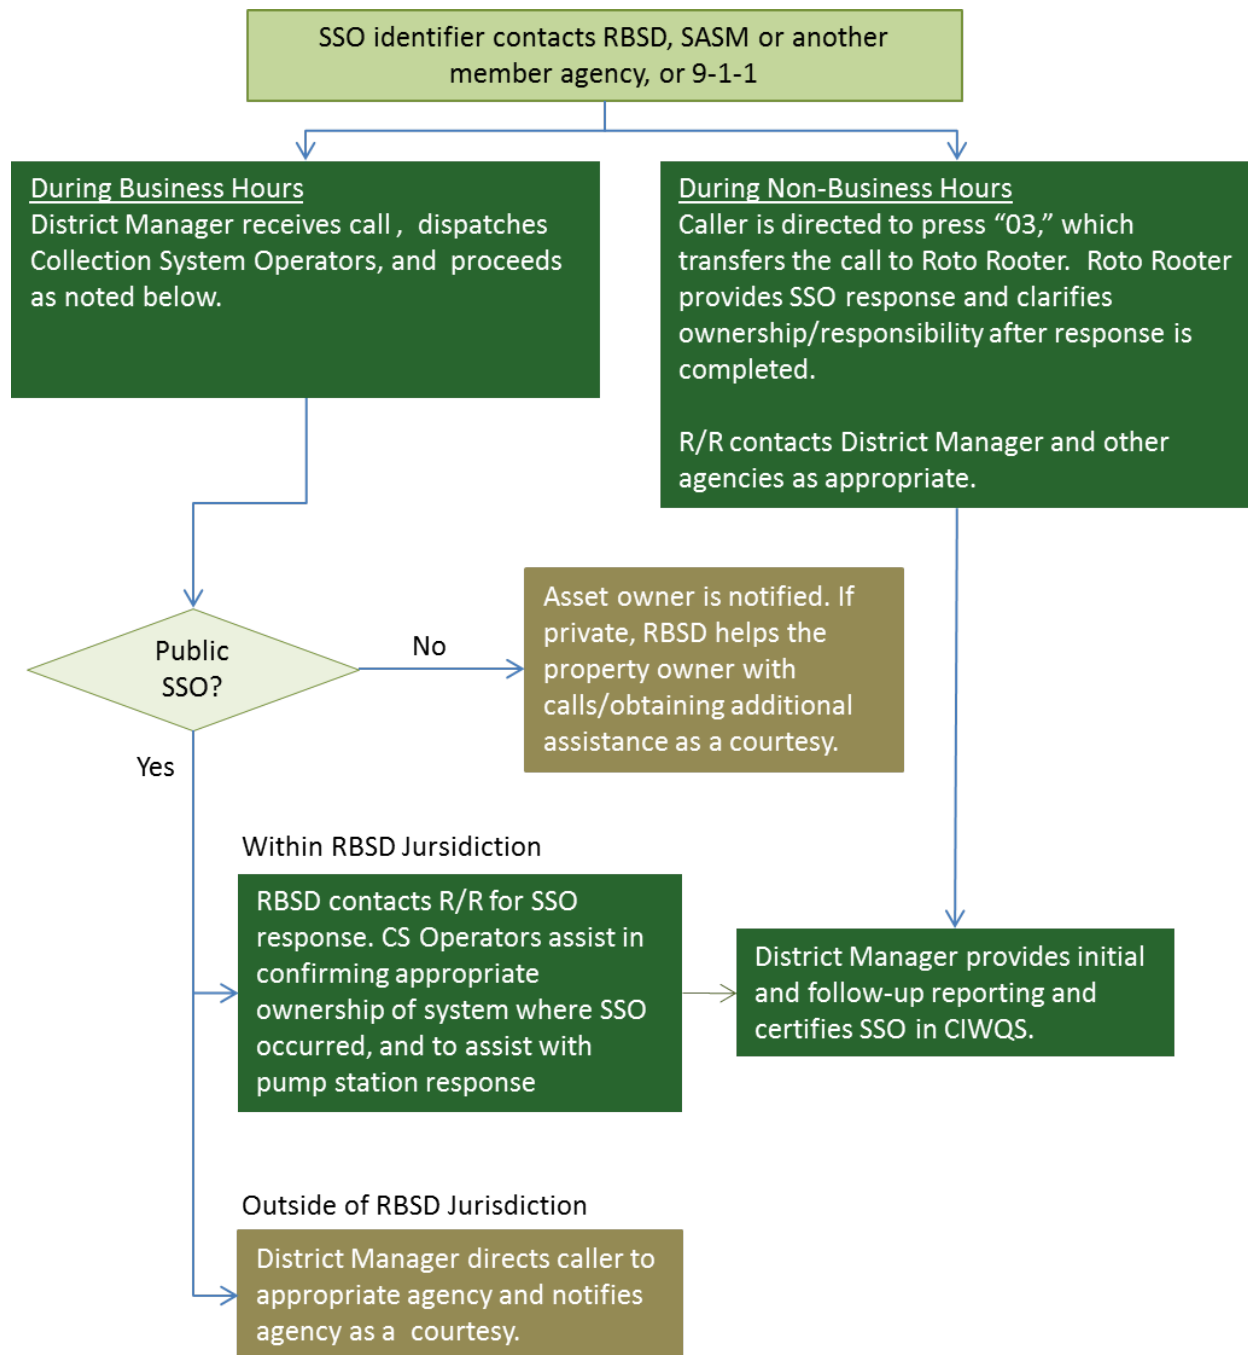 SSO identifier contacts RBSD, SASM or another
member agency, or 9-1-1
During Business Hours
District Manager receives call , dispatches
Collection System Operators, and proceeds
as noted below.
During Non-Business Hours
Caller is directed to press “03,” which
transfers the call to Roto Rooter. Roto Rooter
provides SSO response and clarifies
ownership/responsibility after response is
completed.
R/R contacts District Manager and other
agencies as appropriate.
Public
SSO?
No
Asset owner is notified. If
private, RBSD helps the
property owner with
calls/obtaining additional
assistance as a courtesy.
Yes
Within RBSD Jursidiction
RBSD contacts R/R for SSO
response. CS Operators assist in
confirming appropriate
ownership of system where SSO
occurred, and to assist with
pump station response
District Manager provides initial
and follow-up reporting and
certifies SSO in CIWQS.
Outside of RBSD Jurisdiction
District Manager directs caller to
appropriate agency and notifies
agency as a courtesy.